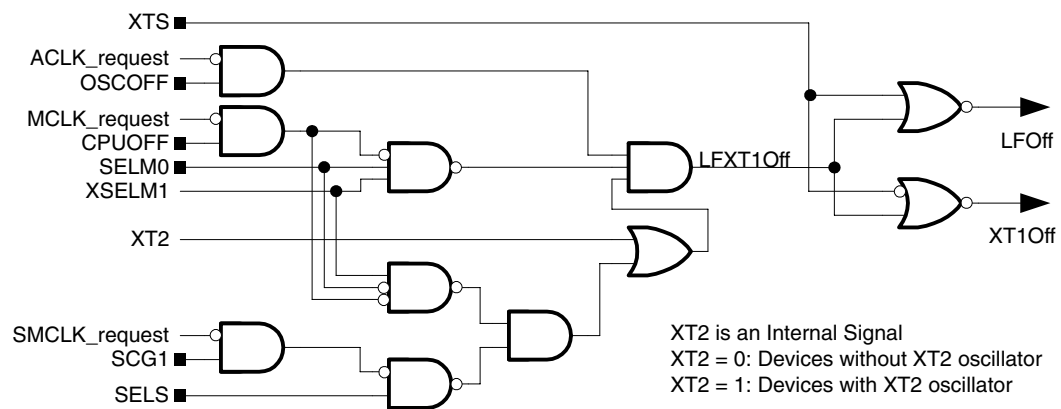 XTS
ACLK_request
OSCOFF
MCLK_request
CPUOFF
SELM0
XSELM1
XT2
SMCLK_request
SCG1
SELS
LFXT1Off
LFOff
XT1Off
XT2 is an Internal Signal
XT2 = 0: Devices without XT2 oscillator
XT2 = 1: Devices with XT2 oscillator